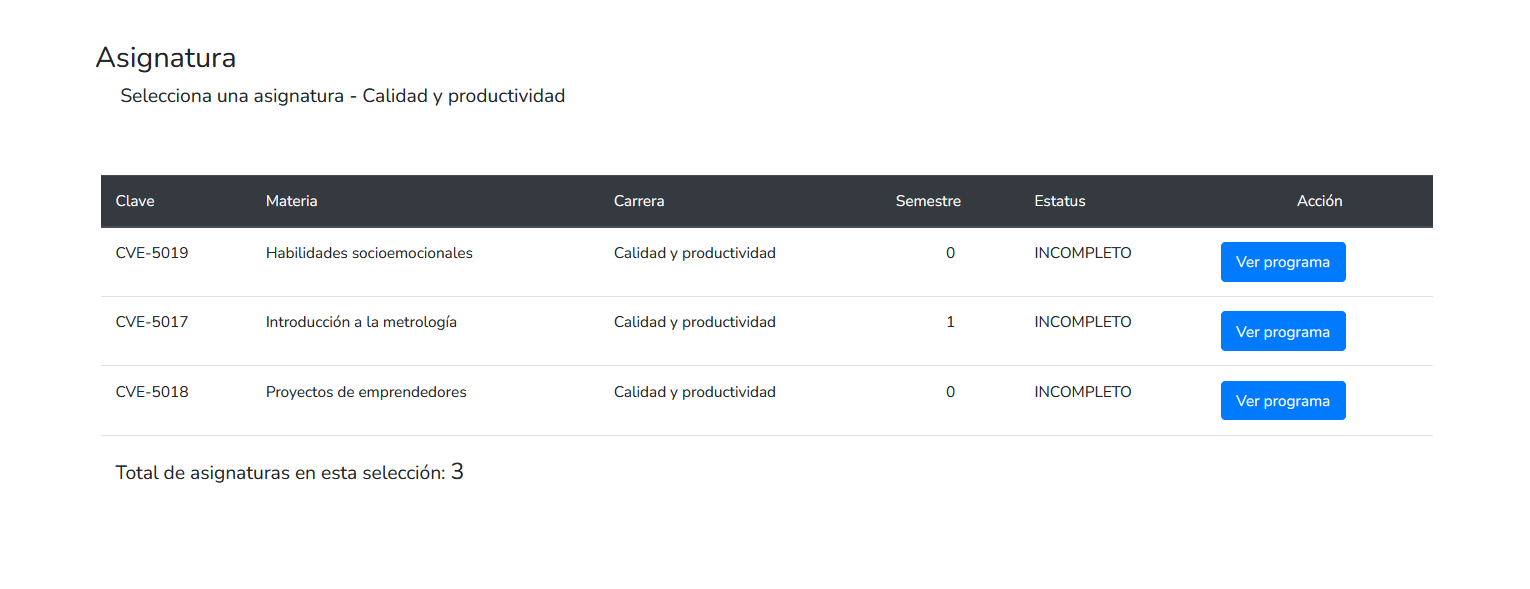 Asignatura
Selecciona una asignatura - Calidad y productividad
Clave Materia Carrera Semestre Estatus Acción
CVE-5019 Habilidades socioemocionales Calidad y productividad 0 INCOMPLETO Ver programa
CVE-5017 Introducción a la metrología Calidad y productividad 1 INCOMPLETO Ver programa
CVE-5018 Proyectos de emprendedores Calidad y productividad 0 INCOMPLETO Ver programa
Total de asignaturas en esta selección: 3